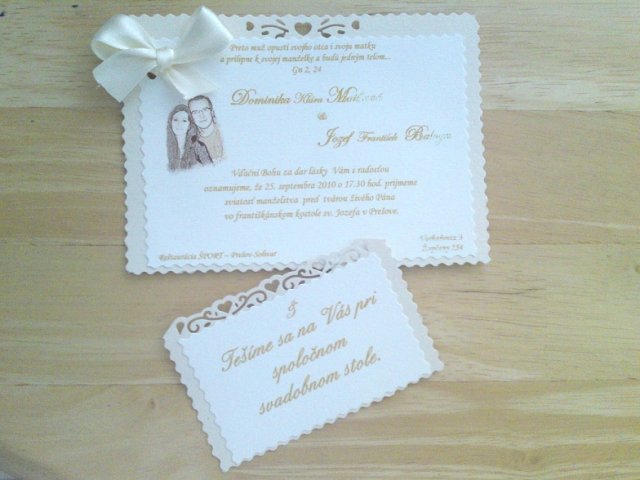 Preto muž opustí svojho otca i svoju matku
a priľipne k svojej manželke a budú jedným telom...
Gn 2, 24
Dominika Klára
&
Jozef František
Vďační Bohu za dar lásky Vám s radosťou
oznamujeme, že 25. septembra 2010 o 17.30 hod. prijmeme
sviatosť manželstva pred tvárou živého Pána
vo františkánskom kostole sv. Jozefa v Prešove.
Reštaurácia ŠPORT – Prešov-Solivar
Tešíme sa na Vás pri
spoločnom
svadobnom stole.